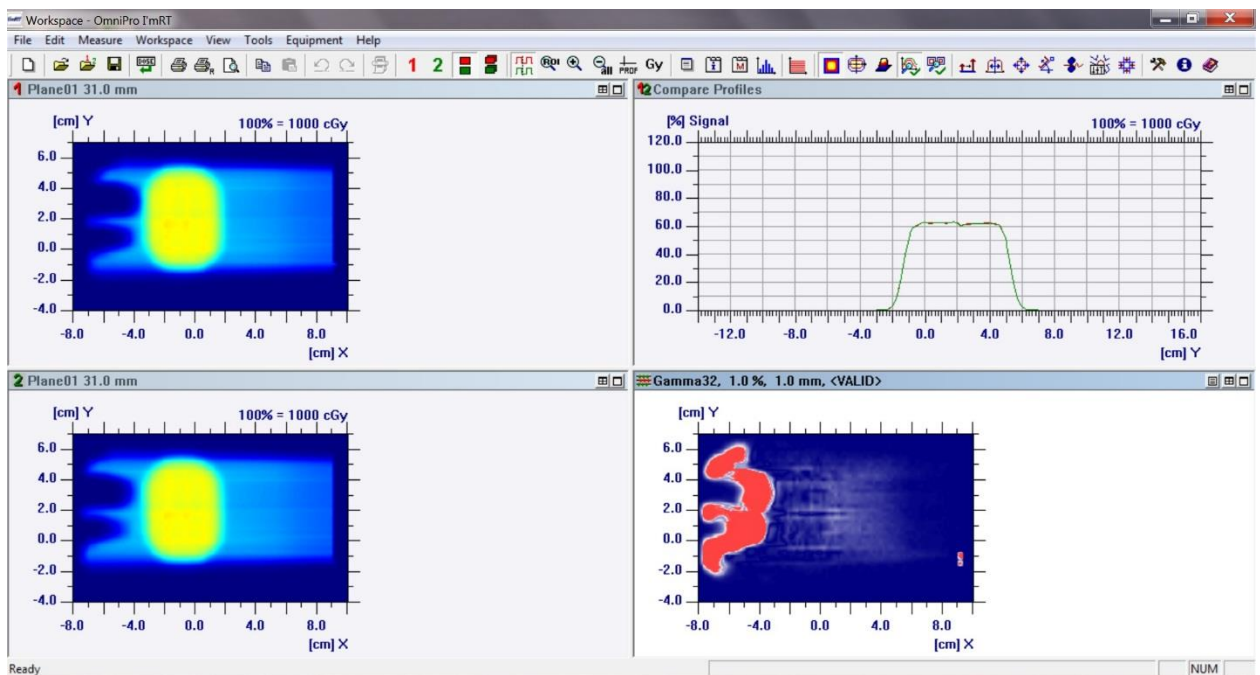 Workspace - OmniPro I'mRT
File Edit Measure Workspace View Tools Equipment Help
1 2 ROI all PROF Gy
1 Plane01 31.0 mm
[cm] Y 100% = 1000 cGy
6.0
4.0
2.0
0.0
-2.0
-4.0
-8.0 -4.0 0.0 4.0 8.0
[cm] X
12 Compare Profiles
[%] Signal 100% = 1000 cGy
120.0
100.0
80.0
60.0
40.0
20.0
0.0
-12.0 -8.0 -4.0 0.0 4.0 8.0 12.0 16.0
[cm] Y
2 Plane01 31.0 mm
[cm] Y 100% = 1000 cGy
6.0
4.0
2.0
0.0
-2.0
-4.0
-8.0 -4.0 0.0 4.0 8.0
[cm] X
Gamma32, 1.0 %, 1.0 mm, <VALID>
[cm] Y
6.0
4.0
2.0
0.0
-2.0
-4.0
-8.0 -4.0 0.0 4.0 8.0
[cm] X
Ready NUM